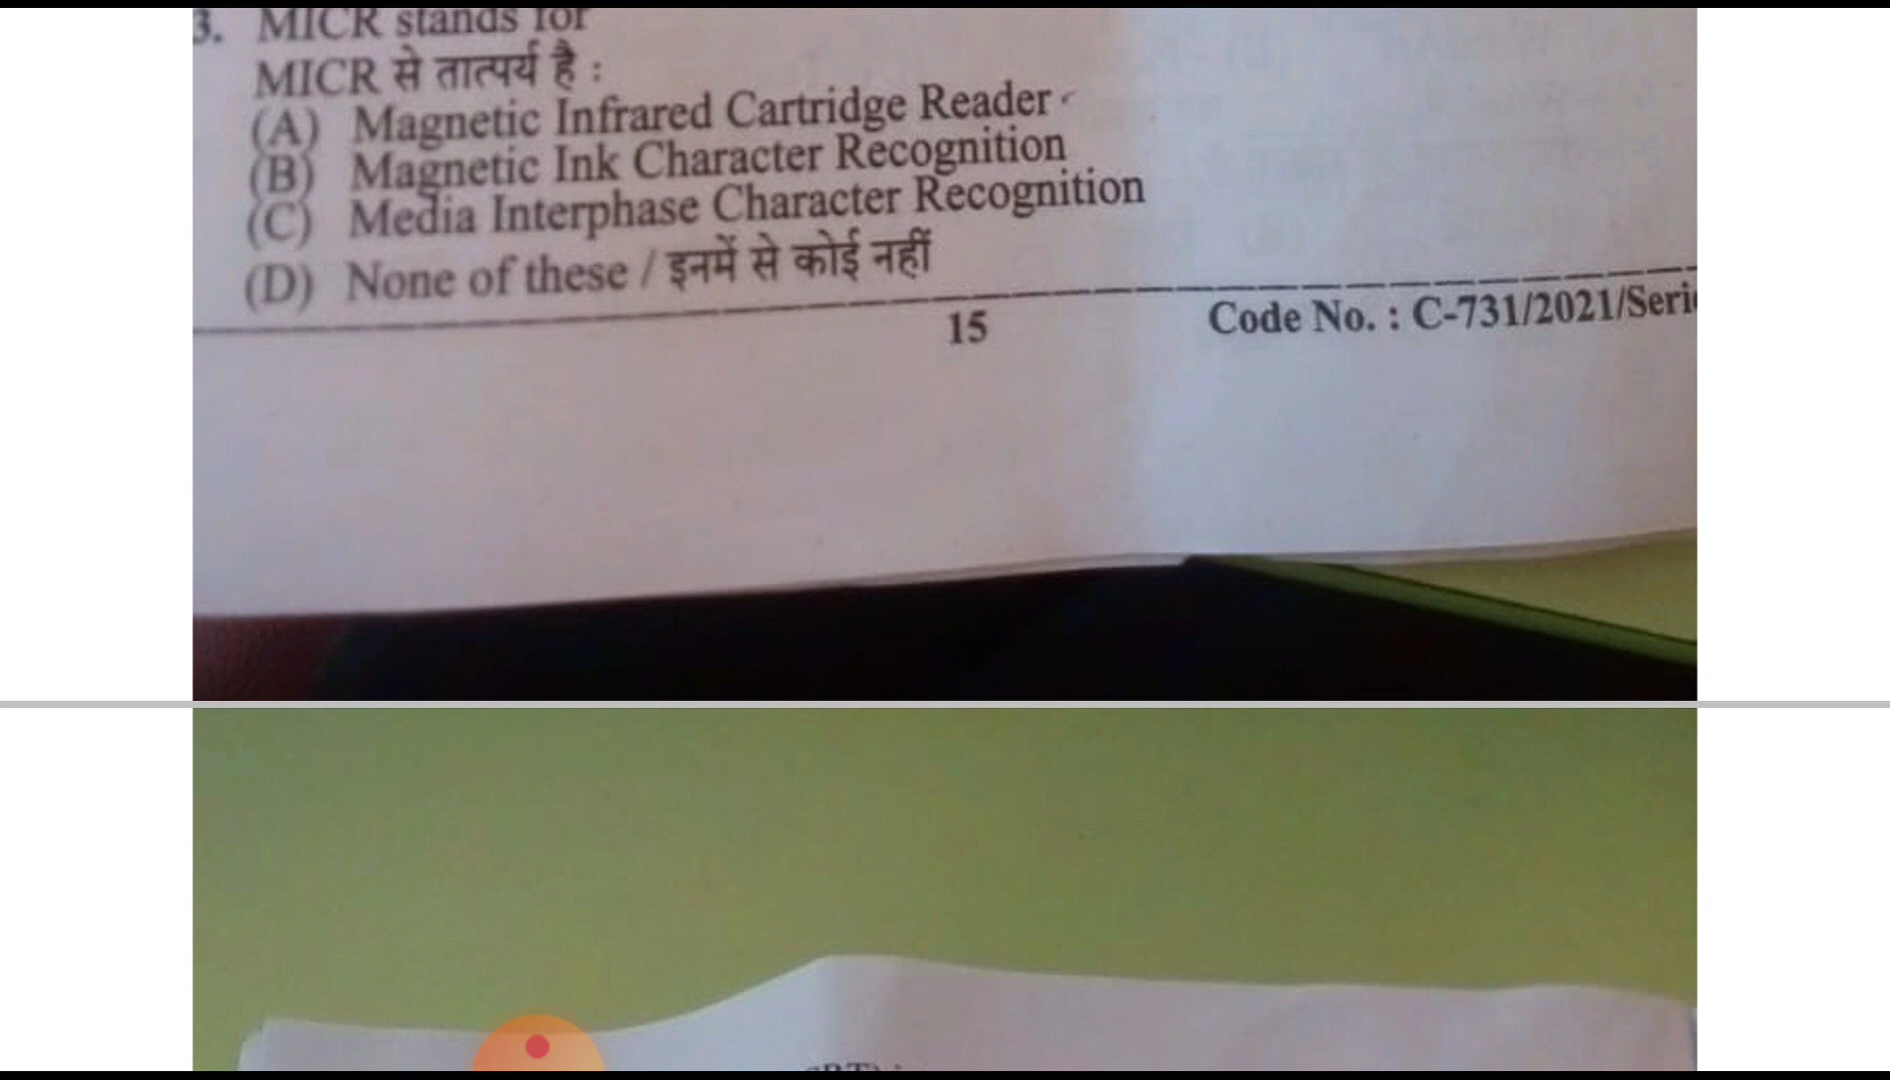 3. MICR stands for
MICR से तात्पर्य है :
(A) Magnetic Infrared Cartridge Reader
(B) Magnetic Ink Character Recognition
(C) Media Interphase Character Recognition
(D) None of these / इनमें से कोई नहीं
15 Code No. : C-731/2021/Seri